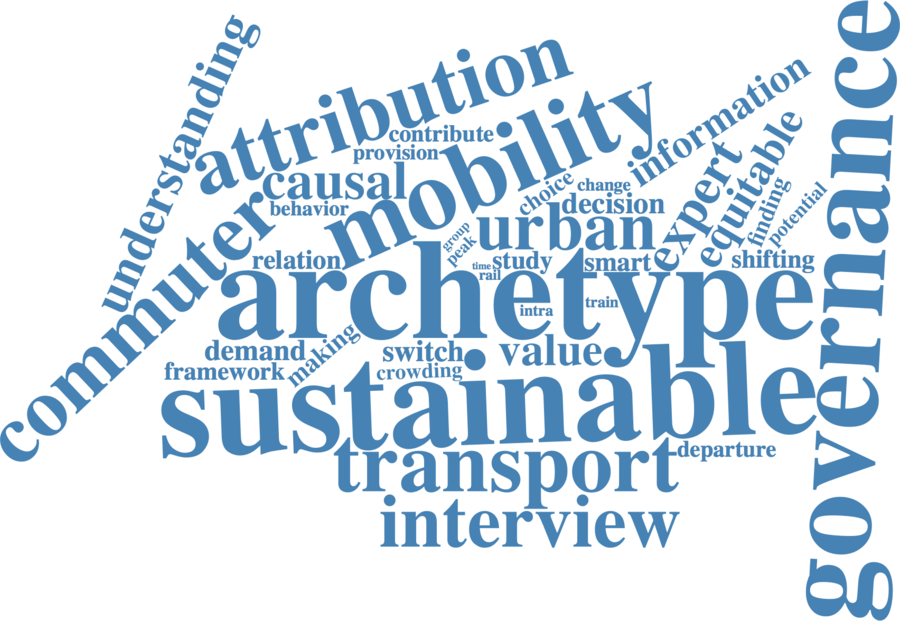 understanding
attribution
governance
contribute
provision
mobility
information
causal
behavior
commuter
choice
change
decision
expert
equitable
finding
potential
group
peak
urban
relation
time
rail
study
smart
shifting
archetype
intra
train
demand
making
switch
value
framework
crowding
sustainable
transport
departure
interview